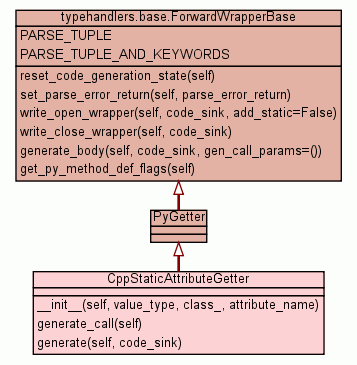 typehandlers.base.ForwardWrapperBase
PARSE_TUPLE
PARSE_TUPLE_AND_KEYWORDS
reset_code_generation_state(self)
set_parse_error_return(self, parse_error_return)
write_open_wrapper(self, code_sink, add_static=False)
write_close_wrapper(self, code_sink)
generate_body(self, code_sink, gen_call_params=())
get_py_method_def_flags(self)
PyGetter
CppStaticAttributeGetter
__init__(self, value_type, class_, attribute_name)
generate_call(self)
generate(self, code_sink)